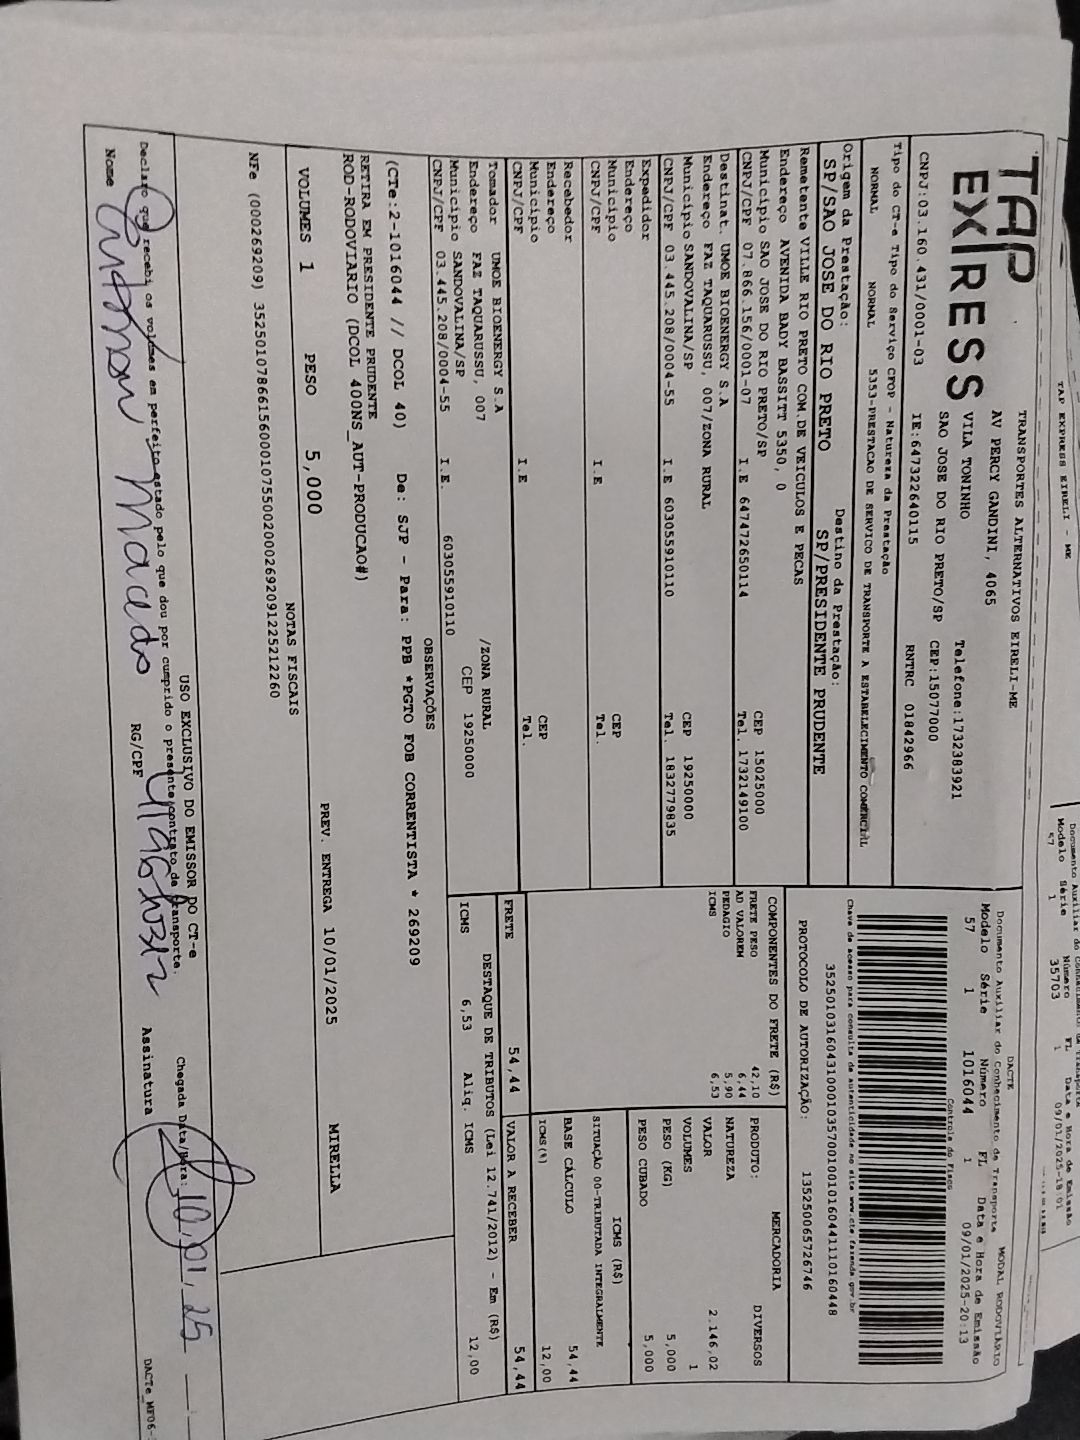 TAP EXPRESS EIRELI - ME
Modelo Série Número FL Data e Hora de Emissão
57 1 35703 1 09/01/2025-18:01
TAP
EXPRESS
TRANSPORTES ALTERNATIVOS EIRELI-ME
AV PERCY GANDINI, 4065
VILA TONINHO Telefone:1732383921
SAO JOSE DO RIO PRETO/SP CEP:15077000
CNPJ:03.160.431/0001-03 IE:647322640115 RNTRC 01842966
DACTE
Documento Auxiliar do Conhecimento de Transporte MODAL RODOVIÁRIO
Modelo Série Número FL Data e Hora de Emissão
57 1 1016044 1 09/01/2025-20:13
Controle do Fisco
Chave de acesso para consulta de autenticidade no site www.cte.fazenda.gov.br
PROTOCOLO DE AUTORIZAÇÃO: 135250065726746
Tipo do CT-e Tipo do Serviço CFOP - Natureza da Prestação
NORMAL NORMAL 5353-PRESTACAO DE SERVICO DE TRANSPORTE A ESTABELECIMENTO COMERCIAL
Origem da Prestação: Destino da Prestação:
SP/SAO JOSE DO RIO PRETO SP/PRESIDENTE PRUDENTE
Remetente VILLE RIO PRETO COM.DE VEICULOS E PECAS
Endereço AVENIDA BADY BASSITT 5350, 0
Município SAO JOSE DO RIO PRETO/SP CEP 15025000
CNPJ/CPF 07.866.156/0001-07 I.E 647472650114 Tel. 1732149100
Destinat. UMOE BIOENERGY S.A
Endereço FAZ TAQUARUSSU, 007/ZONA RURAL
Município SANDOVALINA/SP CEP 19250000
CNPJ/CPF 03.445.208/0004-55 I.E 603055910110 Tel. 1832779835
Expedidor
Endereço
Município CEP
CNPJ/CPF I.E Tel.
Recebedor
Endereço
Município CEP
CNPJ/CPF I.E Tel.
Tomador UMOE BIOENERGY S.A
Endereço FAZ TAQUARUSSU, 007 /ZONA RURAL
Município SANDOVALINA/SP CEP 19250000
CNPJ/CPF 03.445.208/0004-55 I.E. 603055910110
COMPONENTES DO FRETE (R$)
FRETE PESO 42,10
AD VALOREM 6,44
PEDAGIO 5,90
ICMS 6,53
MERCADORIA
PRODUTO: DIVERSOS
NATUREZA
VALOR 2.146,02
VOLUMES 1
PESO (KG) 5,000
PESO CUBADO 5,000
ICMS (R$)
SITUAÇÃO 00-TRIBUTADA INTEGRALMENTE
BASE CÁLCULO 54,44
ICMS(%) 12,00
FRETE 54,44 VALOR A RECEBER 54,44
DESTAQUE DE TRIBUTOS (Lei 12.741/2012) - Em (R$)
ICMS 6,53 Aliq. ICMS 12,00
OBSERVAÇÕES
(CTe:2-1016044 // DCOL 40) De: SJP - Para: PPB *PGTO FOB CORRENTISTA * 269209
RETIRA EM PRESIDENTE PRUDENTE
ROD-RODOVIARIO (DCOL 400NS_AUT-PRODUCAO#)
VOLUMES 1 PESO 5,000 PREV. ENTREGA 10/01/2025 MIRELLA
NOTAS FISCAIS
NFe (000269209)
USO EXCLUSIVO DO EMISSOR DO CT-e
Declaro que recebi os volumes em perfeito estado pelo que dou por cumprido o presente contrato de transporte.
Chegada Data/Hora: 10.01.25
Nome Macedo RG/CPF Assinatura